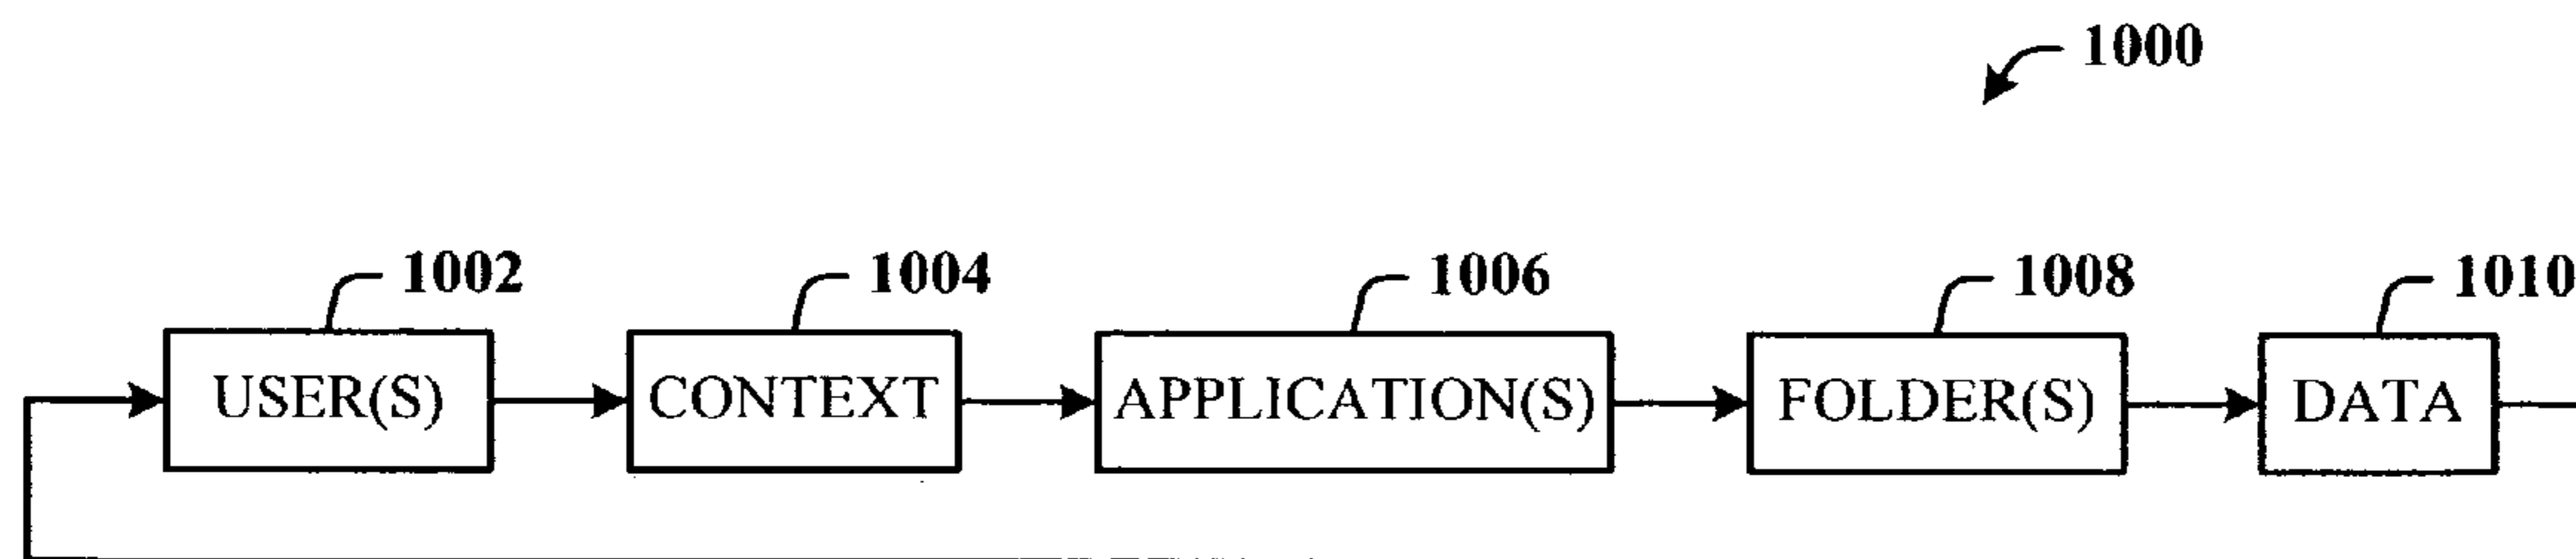 1000
1002
1004
1006
1008
1010
USER(S)
CONTEXT
APPLICATION(S)
FOLDER(S)
DATA